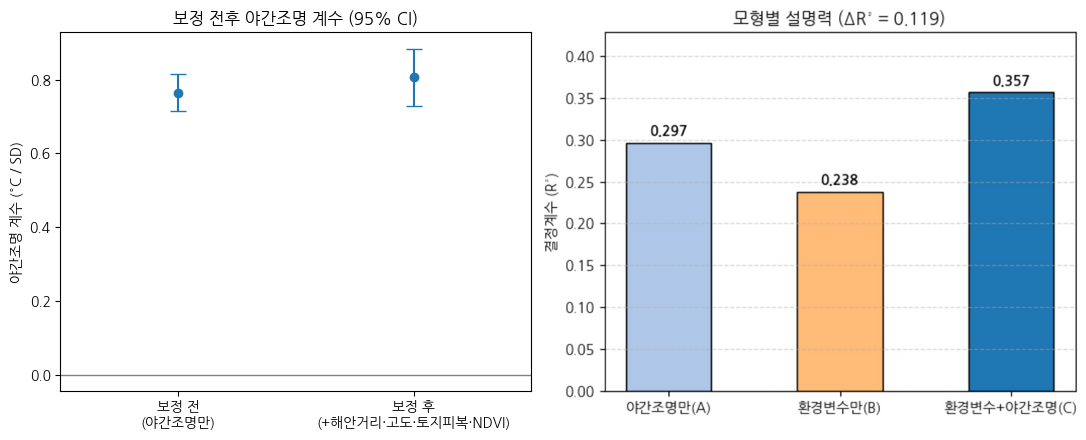 보정 전후 야간조명 계수 (95% CI)
야간조명 계수 (˚C / SD)
0.8
0.6
0.4
0.2
0.0
보정 전
(야간조명만)
보정 후
(+해안거리·고도·토지피복·NDVI)
모형별 설명력 (ΔR² = 0.119)
결정계수 (R²)
0.40
0.35
0.30
0.25
0.20
0.15
0.10
0.05
0.00
0.297
0.238
0.357
야간조명만(A)
환경변수만(B)
환경변수+야간조명(C)